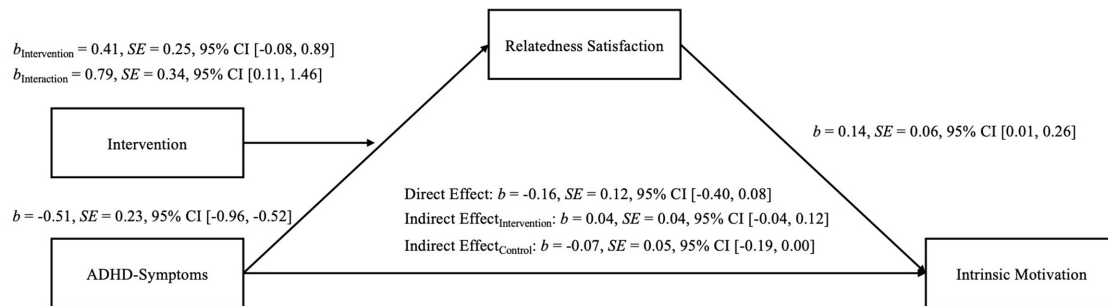 Relatedness Satisfaction
b_Intervention = 0.41, SE = 0.25, 95% CI [-0.08, 0.89]
b_Interaction = 0.79, SE = 0.34, 95% CI [0.11, 1.46]
Intervention
b = 0.14, SE = 0.06, 95% CI [0.01, 0.26]
Direct Effect: b = -0.16, SE = 0.12, 95% CI [-0.40, 0.08]
b = -0.51, SE = 0.23, 95% CI [-0.96, -0.52]
Indirect Effect_Intervention: b = 0.04, SE = 0.04, 95% CI [-0.04, 0.12]
Indirect Effect_Control: b = -0.07, SE = 0.05, 95% CI [-0.19, 0.00]
ADHD-Symptoms
Intrinsic Motivation